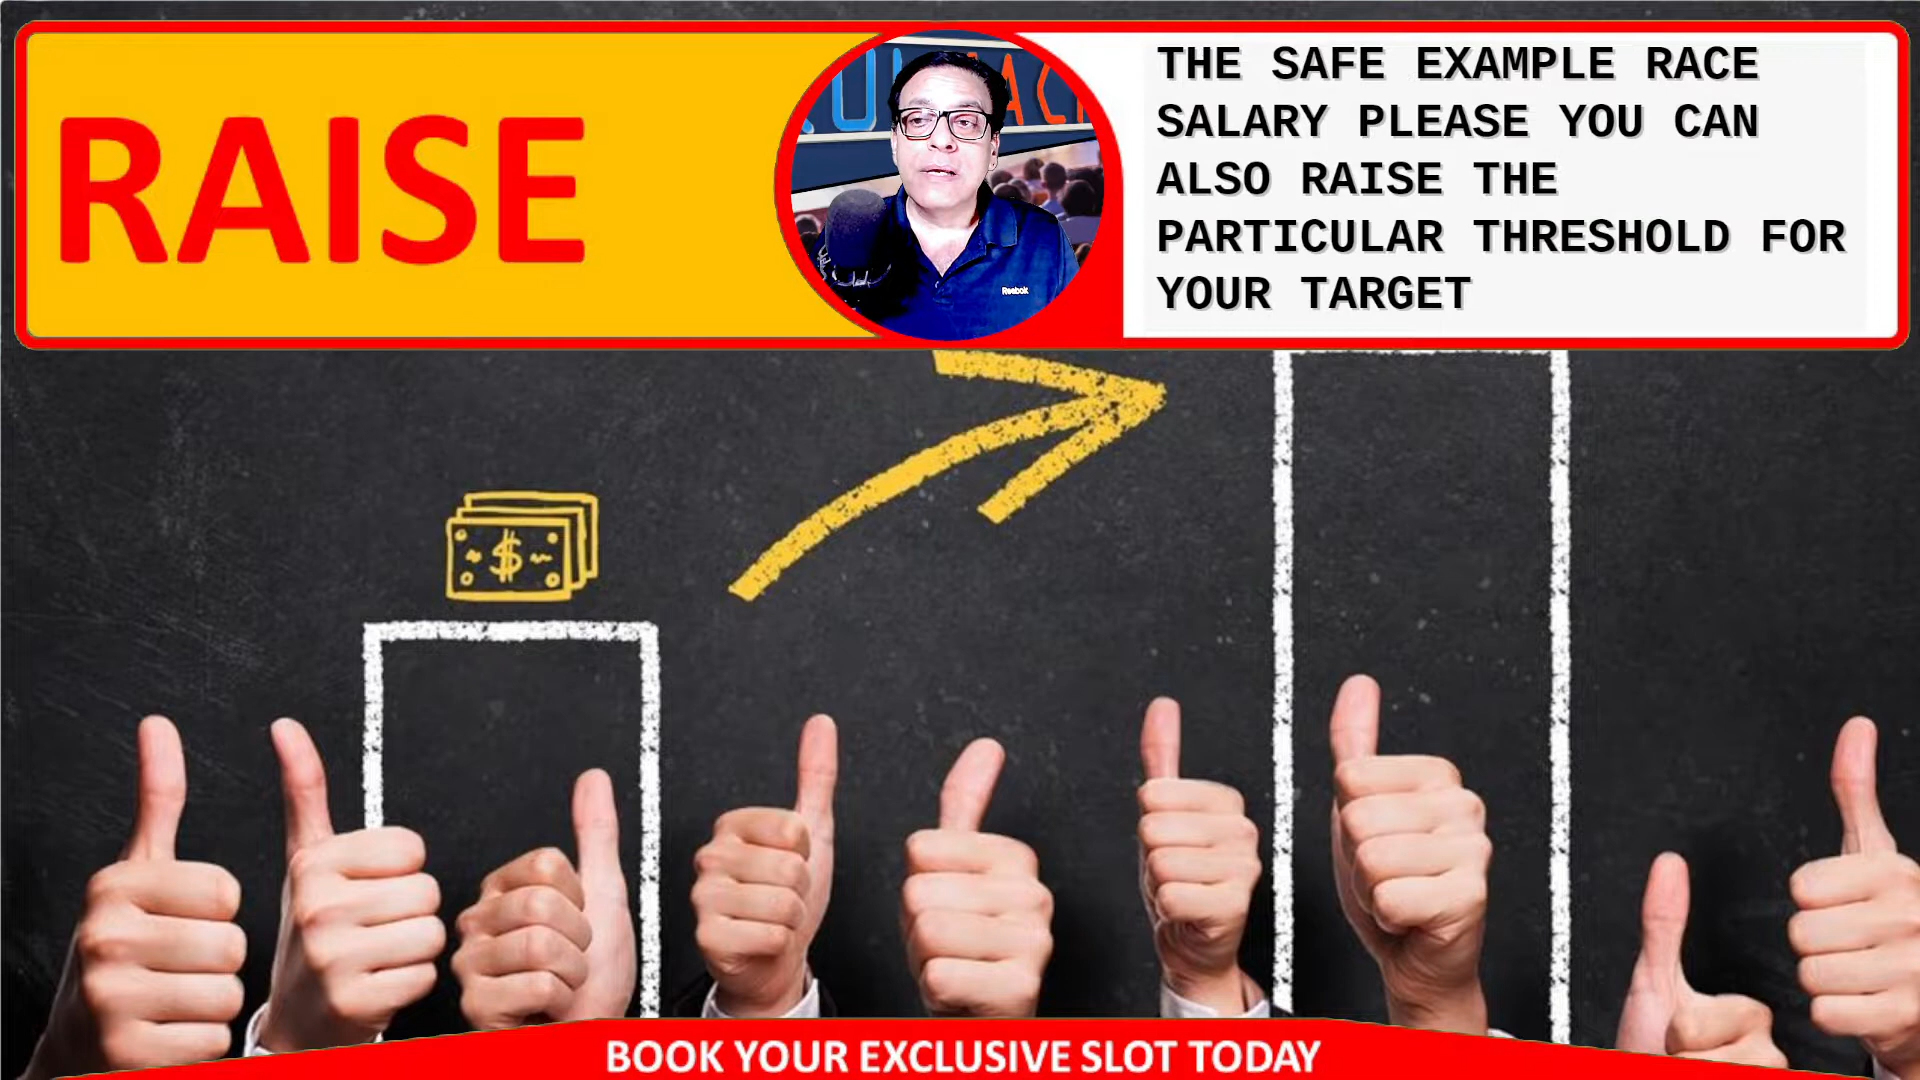 RAISE
THE SAFE EXAMPLE RACE
SALARY PLEASE YOU CAN
ALSO RAISE THE
PARTICULAR THRESHOLD FOR
YOUR TARGET
Reebok
$
BOOK YOUR EXCLUSIVE SLOT TODAY